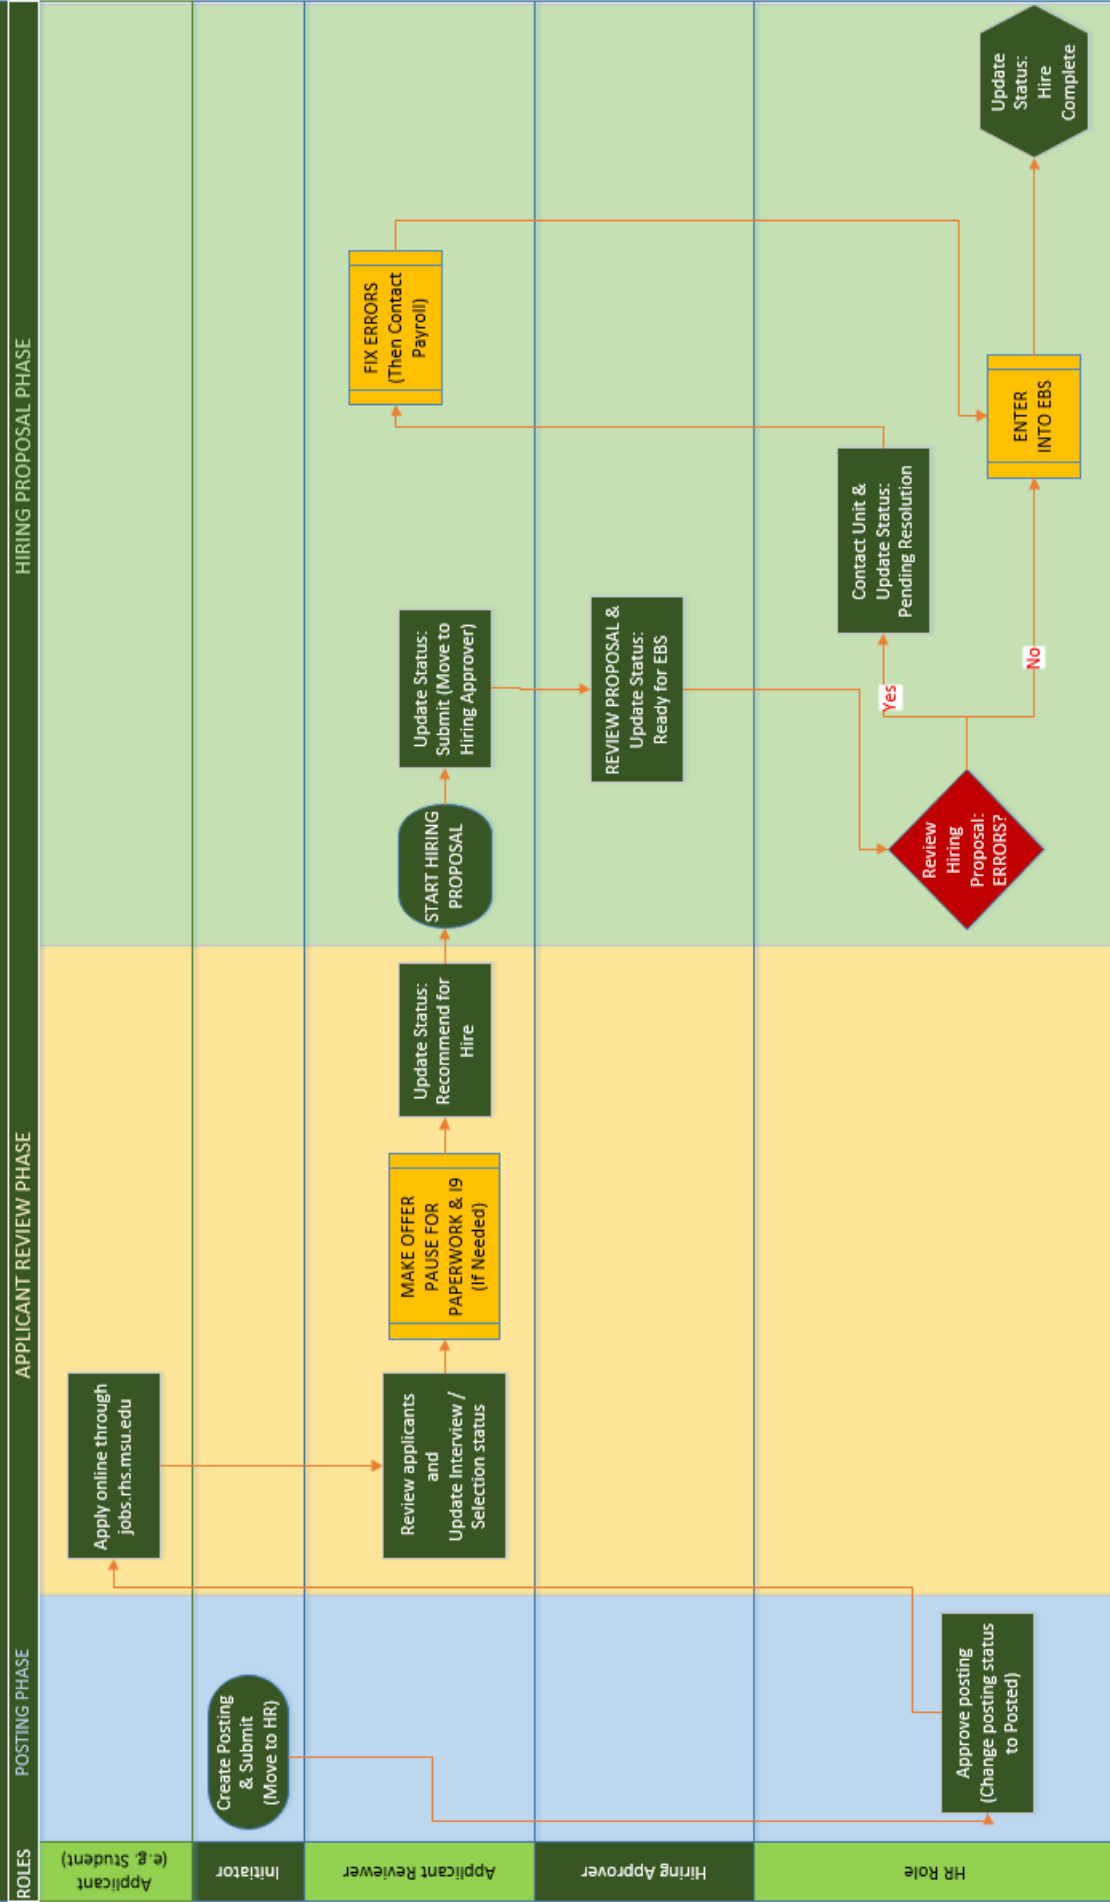 ROLES
POSTING PHASE
APPLICANT REVIEW PHASE
HIRING PROPOSAL PHASE
Applicant
(e.g. Student)
Apply online through
jobs.rhs.msu.edu
Initiator
Create Posting
& Submit
(Move to HR)
Applicant Reviewer
Review applicants
and
Update Interview /
Selection status
MAKE OFFER
PAUSE FOR
PAPERWORK & I9
(If Needed)
Update Status:
Recommend for
Hire
START HIRING
PROPOSAL
Update Status:
Submit (Move to
Hiring Approver)
FIX ERRORS
(Then Contact
Payroll)
Hiring Approver
REVIEW PROPOSAL &
Update Status:
Ready for EBS
HR Role
Approve posting
(Change posting status
to Posted)
Review
Hiring
Proposal:
ERRORS?
Yes
No
Contact Unit &
Update Status:
Pending Resolution
ENTER
INTO EBS
Update
Status:
Hire
Complete